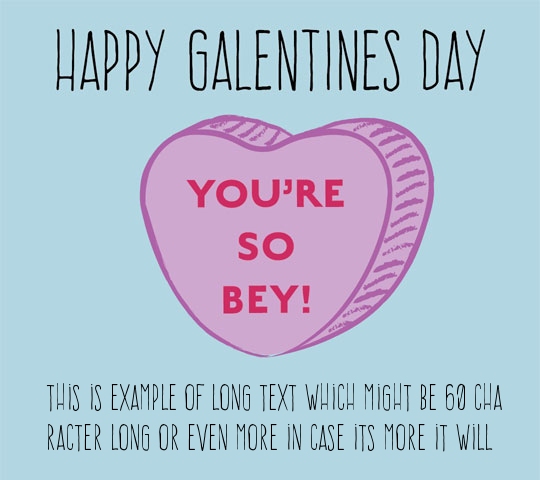 HAPPY GALENTINES DAY
YOU'RE
SO
BEY!
THIS IS EXAMPLE OF LONG TEXT WHICH MIGHT BE 60 CHA
RACTER LONG OR EVEN MORE IN CASE ITS MORE IT WILL